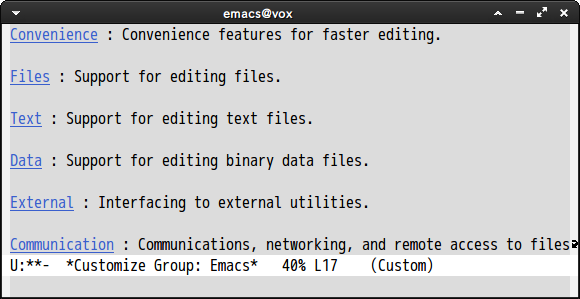 emacs@vox
Convenience : Convenience features for faster editing.
Files : Support for editing files.
Text : Support for editing text files.
Data : Support for editing binary data files.
External : Interfacing to external utilities.
Communication : Communications, networking, and remote access to files
U:**-  *Customize Group: Emacs*   40% L17    (Custom)